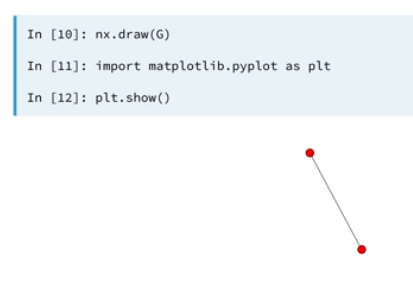 In [10]: nx.draw(G)
In [11]: import matplotlib.pyplot as plt
In [12]: plt.show()